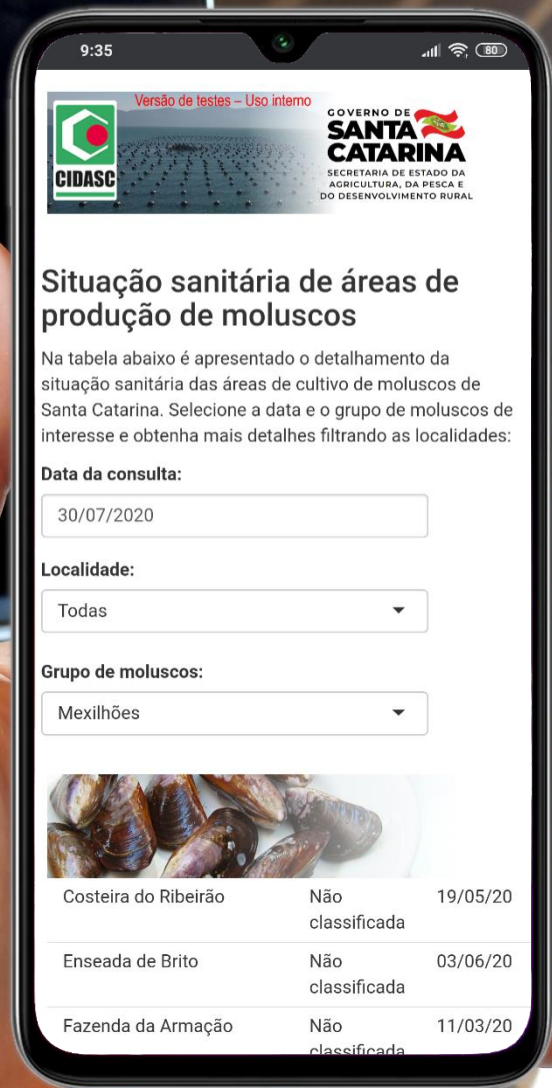 9:35
80
Versão de testes – Uso interno
CIDASC
GOVERNO DE
SANTA
CATARINA
SECRETARIA DE ESTADO DA
AGRICULTURA, DA PESCA E
DO DESENVOLVIMENTO RURAL
Situação sanitária de áreas de
produção de moluscos
Na tabela abaixo é apresentado o detalhamento da
situação sanitária das áreas de cultivo de moluscos de
Santa Catarina. Selecione a data e o grupo de moluscos de
interesse e obtenha mais detalhes filtrando as localidades:
Data da consulta:
30/07/2020
Localidade:
Todas
Grupo de moluscos:
Mexilhões
Costeira do Ribeirão Não 19/05/20
classificada
Enseada de Brito Não 03/06/20
classificada
Fazenda da Armação Não 11/03/20
classificada